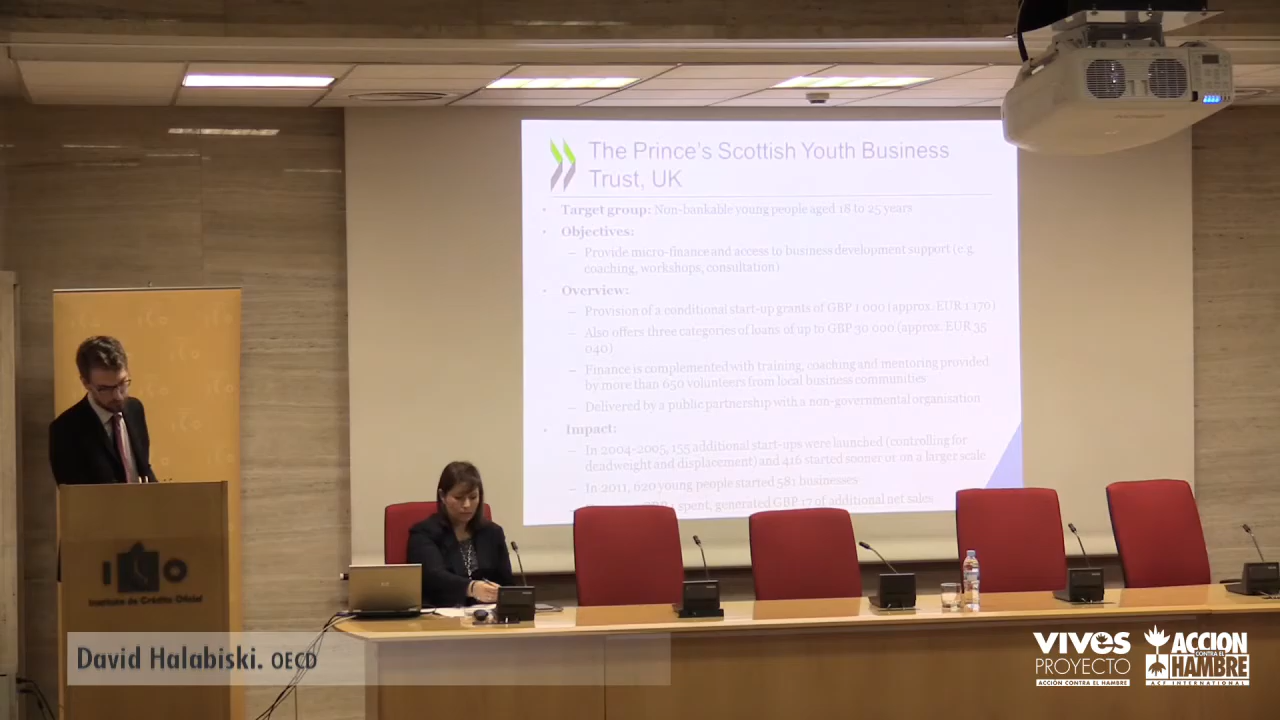 The Prince's Scottish Youth Business
Trust, UK
• Target group: Non-bankable young people aged 18 to 25 years
• Objectives:
– Provide micro-finance and access to business development support (e.g.
coaching, workshops, consultation)
• Overview:
– Provision of a conditional start-up grants of GBP 1 000 (approx. EUR 1 170)
– Also offers three categories of loans of up to GBP 30 000 (approx. EUR 35
040)
– Finance is complemented with training, coaching and mentoring provided
by more than 650 volunteers from local business communities
– Delivered by a public partnership with a non-governmental organisation
• Impact:
– In 2004-2005, 155 additional start-ups were launched (controlling for
deadweight and displacement) and 416 started sooner or on a larger scale
– In 2011, 620 young people started 581 businesses
spent, generated GBP 17 of additional net sales
ico
ico
ico
ICO
Instituto de Crédito Oficial
David Halabiski. OECD
VIVES
PROYECTO
ACCIÓN CONTRA EL HAMBRE
ACCION
CONTRA EL
HAMBRE
ACF INTERNATIONAL